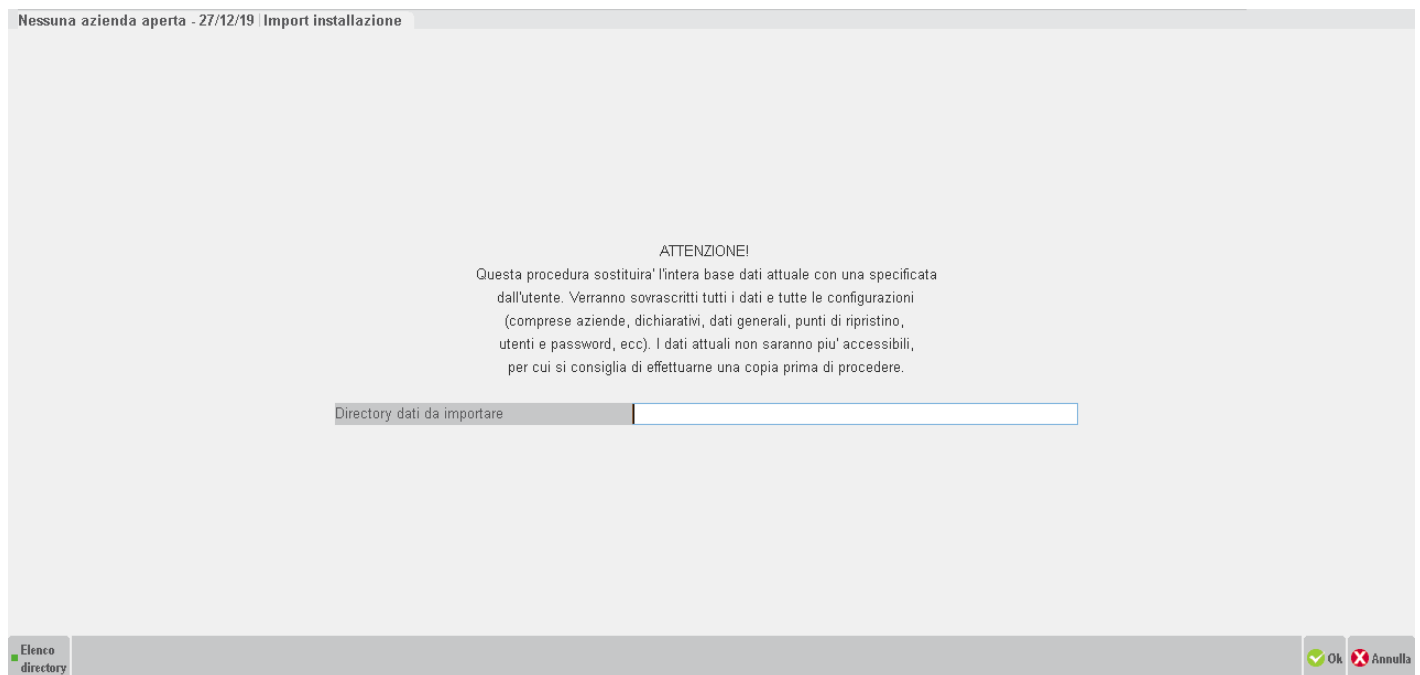 Nessuna azienda aperta - 27/12/19 | Import installazione
ATTENZIONE!
Questa procedura sostituira' l'intera base dati attuale con una specificata
dall'utente. Verranno sovrascritti tutti i dati e tutte le configurazioni
(comprese aziende, dichiarativi, dati generali, punti di ripristino,
utenti e password, ecc). I dati attuali non saranno piu' accessibili,
per cui si consiglia di effettuarne una copia prima di procedere.
Directory dati da importare
Elenco
directory
Ok Annulla